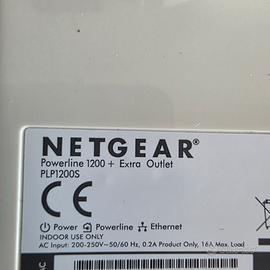 NETGEAR®
Powerline 1200 + Extra Outlet
PLP1200S
CE
Power Powerline Ethernet
INDOOR USE ONLY
AC Input: 200-250V~50/60 Hz, 0.2A Product Only, 16A Max. Load